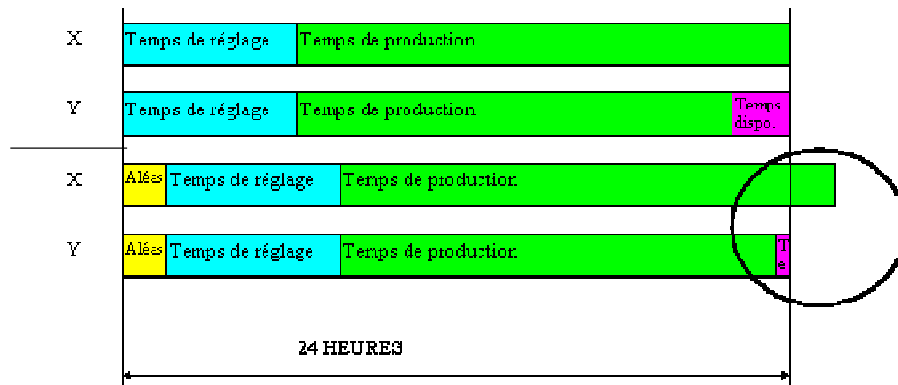 X Temps de réglage Temps de production
Y Temps de réglage Temps de production Temps
dispo.
X Aléas Temps de réglage Temps de production
Y Aléas Temps de réglage Temps de production T
e
24 HEURES